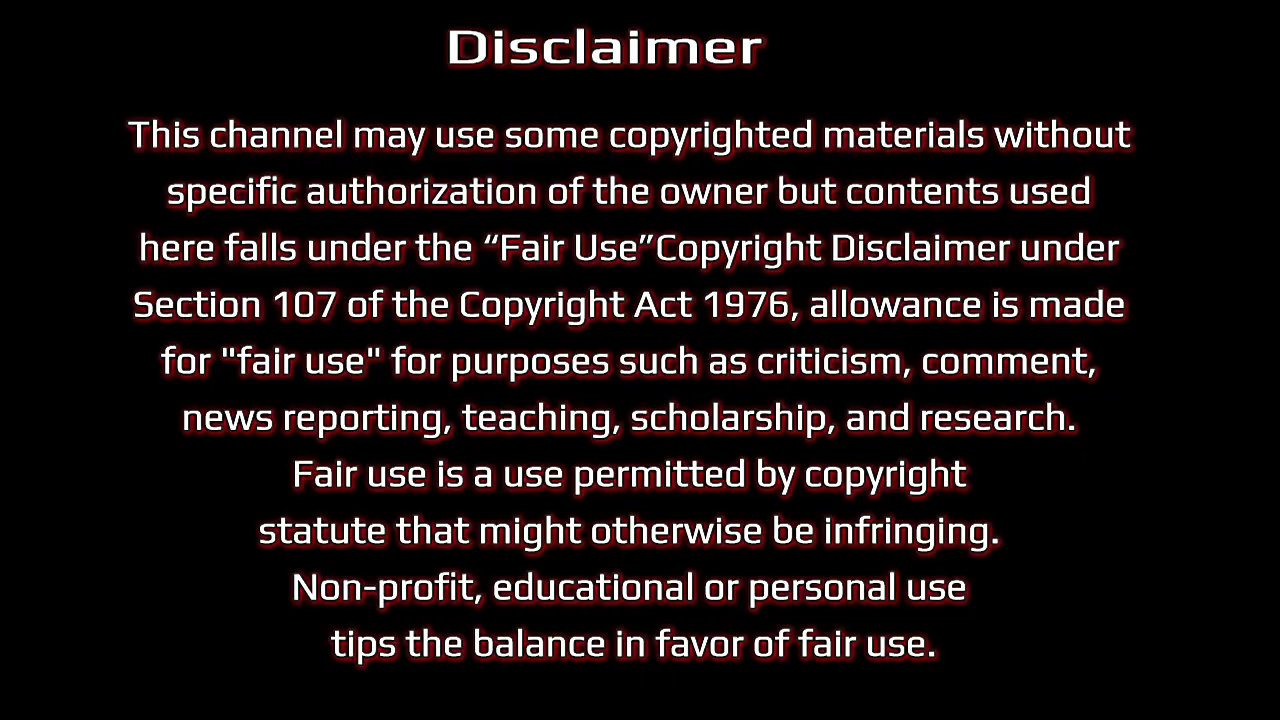 Disclaimer
This channel may use some copyrighted materials without
specific authorization of the owner but contents used
here falls under the “Fair Use”Copyright Disclaimer under
Section 107 of the Copyright Act 1976, allowance is made
for "fair use" for purposes such as criticism, comment,
news reporting, teaching, scholarship, and research.
Fair use is a use permitted by copyright
statute that might otherwise be infringing.
Non-profit, educational or personal use
tips the balance in favor of fair use.